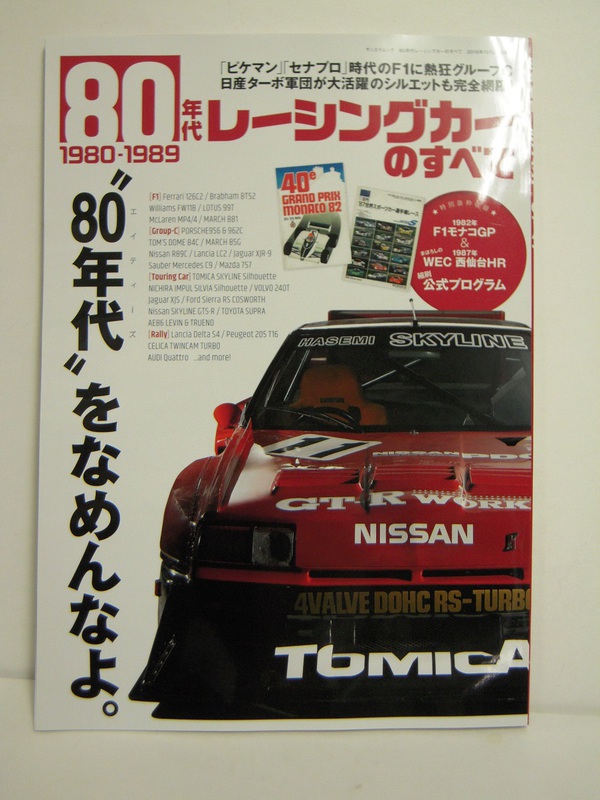 「ピケマン」「セナプロ」時代のF1に熱狂グループC
日産ターボ軍団が大活躍のシルエットも完全網羅
80年代レーシングカー
のすべて
1980-1989
"80年代"をなめんなよ。
エイティーズ
[F1] Ferrari 126C2 / Brabham BT52
Williams FW11B / LOTUS 99T
McLaren MP4/4 / MARCH 881
[Group-C] PORSCHE956 & 962C
TOM'S DOME 84C / MARCH 85G
Nissan R89C / Lancia LC2 / Jaguar XJR-9
Sauber Mercedes C9 / Mazda 757
[Touring Car] TOMICA SKYLINE Silhouette
NICHIRA IMPUL SILVIA Silhouette / VOLVO 240T
Jaguar XJS / Ford Sierra RS COSWORTH
Nissan SKYLINE GTS-R / TOYOTA SUPRA
AE86 LEVIN & TRUENO
[Rally] Lancia Delta S4 / Peugeot 205 T16
CELICA TWINCAM TURBO
AUDI Quattro ...and more!
40e
GRAND PRIX
MONACO 82
1982年
F1モナコGP
&
1987年
WEC 西仙台HR
まぼろしの
縮刷
公式プログラム
HASEMI SKYLINE
11
GT-R WORK
NISSAN
4VALVE DOHC RS-TURBO
TOMICA